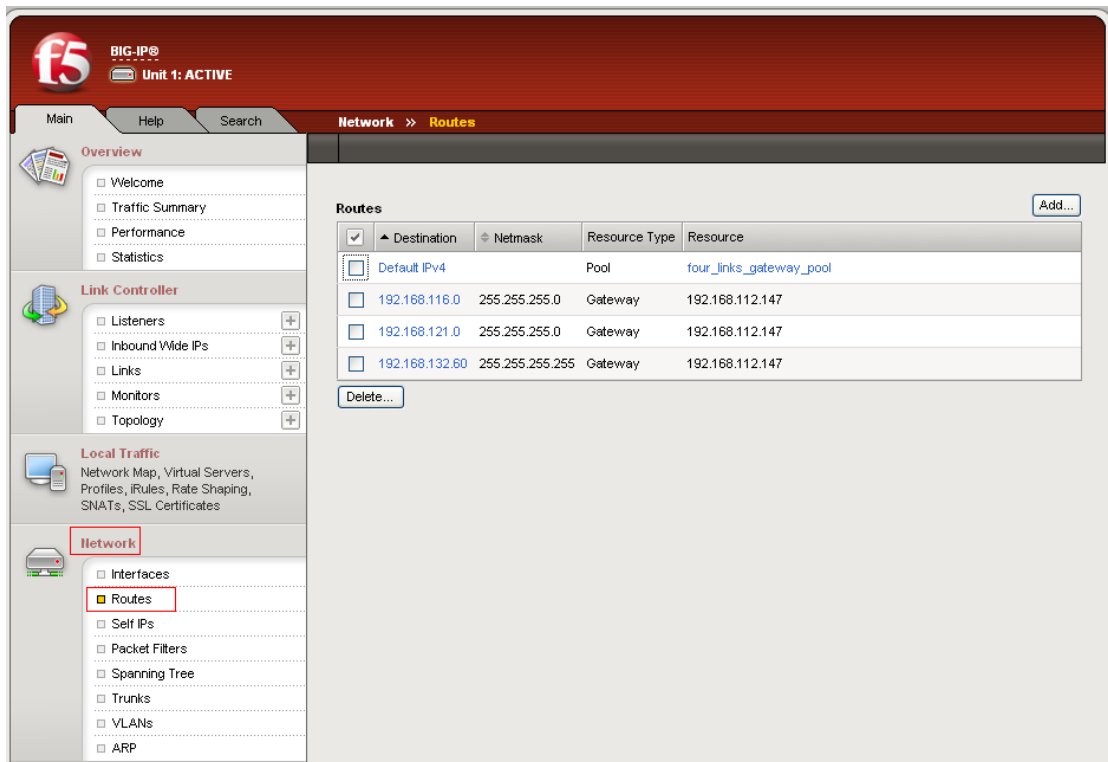 f5
BIG-IP®
Unit 1: ACTIVE
Main
Help
Search
Network » Routes
Overview
Welcome
Traffic Summary
Performance
Statistics
Link Controller
Listeners
Inbound Wide IPs
Links
Monitors
Topology
Local Traffic
Network Map, Virtual Servers,
Profiles, iRules, Rate Shaping,
SNATs, SSL Certificates
Network
Interfaces
Routes
Self IPs
Packet Filters
Spanning Tree
Trunks
VLANs
ARP
Routes
Add...
Destination Netmask Resource Type Resource
Default IPv4 Pool four_links_gateway_pool
192.168.116.0 255.255.255.0 Gateway 192.168.112.147
192.168.121.0 255.255.255.0 Gateway 192.168.112.147
192.168.132.60 255.255.255.255 Gateway 192.168.112.147
Delete...